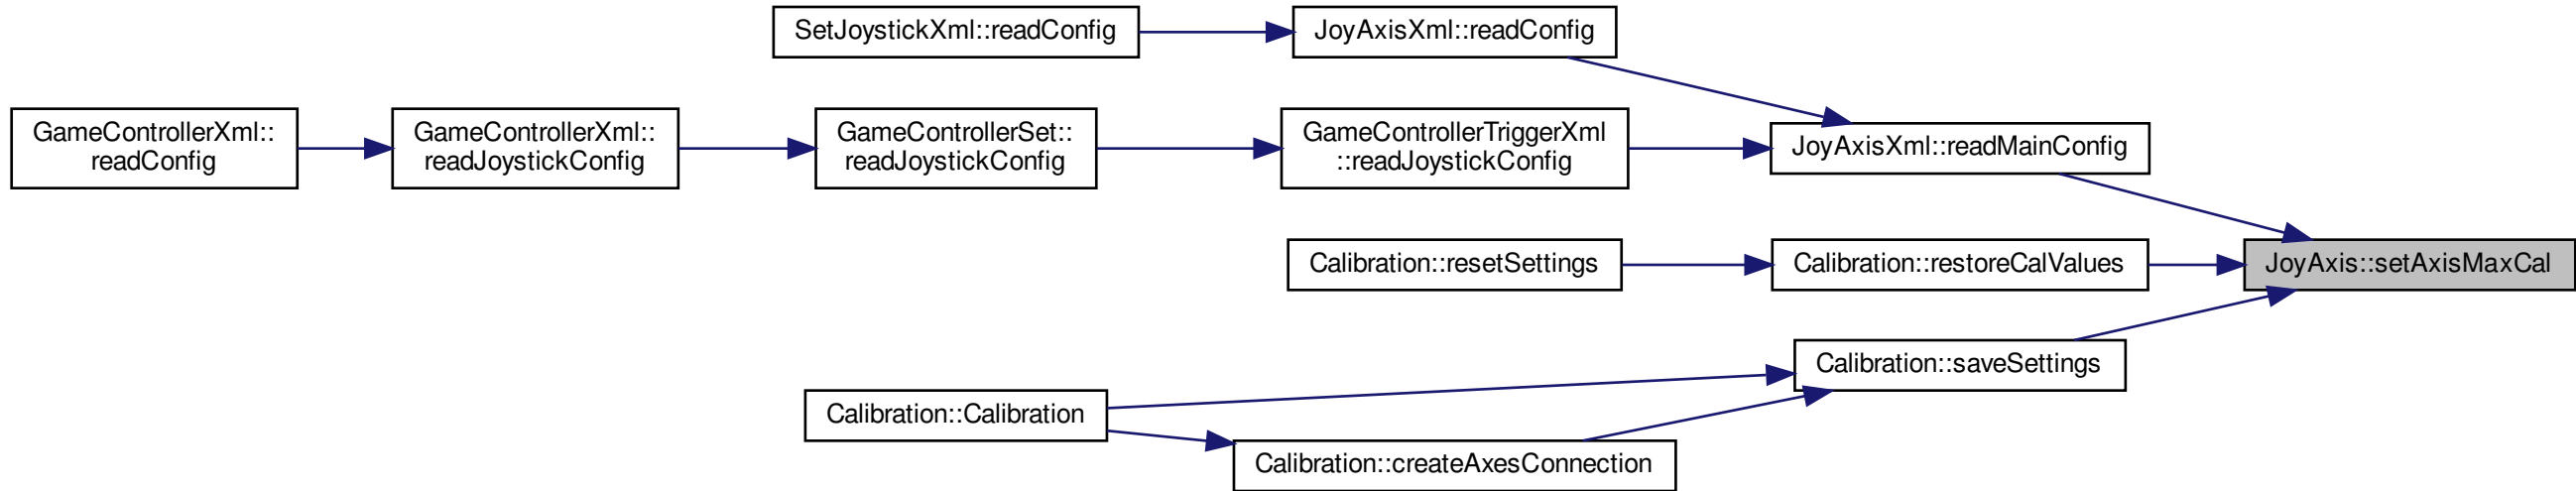 SetJoystickXml::readConfig
JoyAxisXml::readConfig
GameControllerXml::
readConfig
GameControllerXml::
readJoystickConfig
GameControllerSet::
readJoystickConfig
GameControllerTriggerXml
::readJoystickConfig
JoyAxisXml::readMainConfig
Calibration::resetSettings
Calibration::restoreCalValues
JoyAxis::setAxisMaxCal
Calibration::saveSettings
Calibration::Calibration
Calibration::createAxesConnection